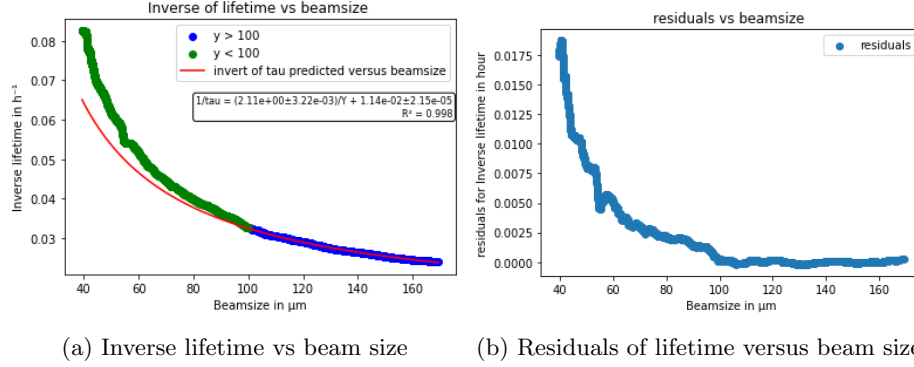 Inverse of lifetime vs beamsize
y > 100
y < 100
invert of tau predicted versus beamsize
1/tau = (2.11e+00±3.22e-03)/Y + 1.14e-02±2.15e-05
R² = 0.998
Inverse lifetime in h⁻¹
0.08
0.07
0.06
0.05
0.04
0.03
40 60 80 100 120 140 160
Beamsize in µm
(a) Inverse lifetime vs beam size
residuals vs beamsize
residuals
residuals for Inverse lifetime in hour
0.0175
0.0150
0.0125
0.0100
0.0075
0.0050
0.0025
0.0000
40 60 80 100 120 140 160
Beamsize in µm
(b) Residuals of lifetime versus beam size